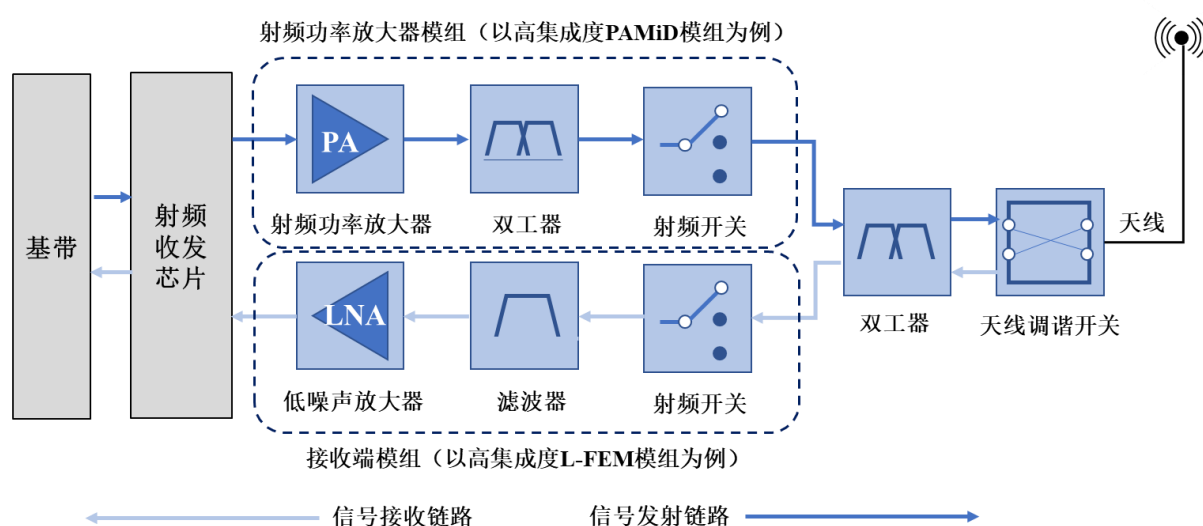 射频功率放大器模组（以高集成度PAMiD模组为例）
PA
射频功率放大器
双工器
射频开关
基带
射频
收发
芯片
天线
双工器
天线调谐开关
LNA
低噪声放大器
滤波器
射频开关
接收端模组（以高集成度L-FEM模组为例）
信号接收链路
信号发射链路